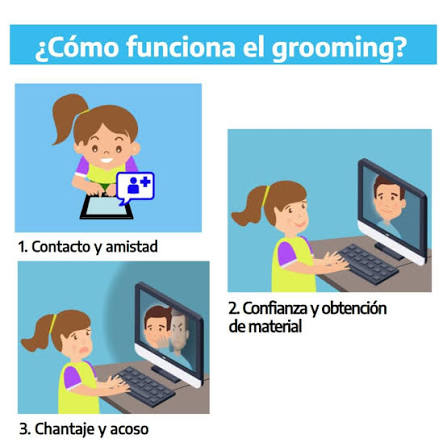 ¿Cómo funciona el grooming?
1. Contacto y amistad
2. Confianza y obtención
de material
3. Chantaje y acoso